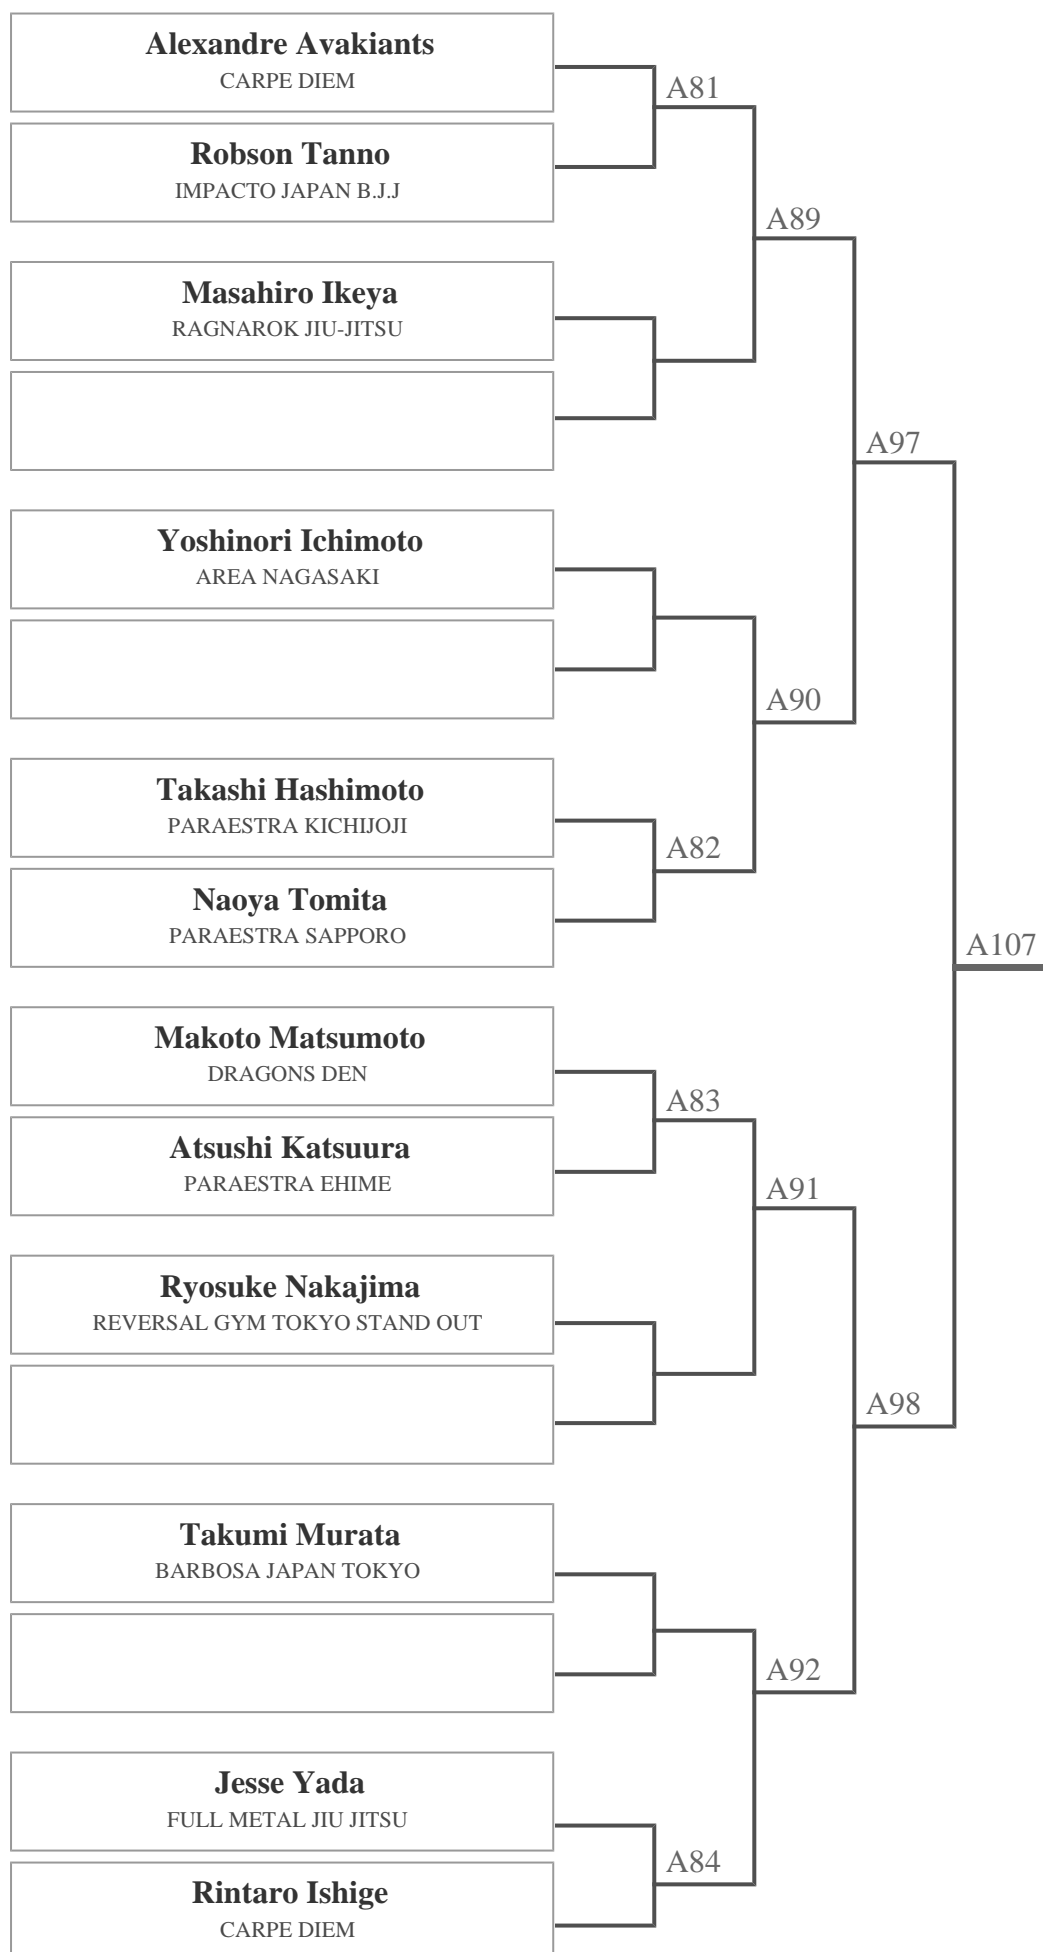 Alexandre Avakiants
CARPE DIEM
A81
Robson Tanno
IMPACTO JAPAN B.J.J
A89
Masahiro Ikeya
RAGNAROK JIU-JITSU
A97
Yoshinori Ichimoto
AREA NAGASAKI
A90
Takashi Hashimoto
PARAESTRA KICHIJOJI
A82
Naoya Tomita
PARAESTRA SAPPORO
A107
Makoto Matsumoto
DRAGONS DEN
A83
Atsushi Katsuura
PARAESTRA EHIME
A91
Ryosuke Nakajima
REVERSAL GYM TOKYO STAND OUT
A98
Takumi Murata
BARBOSA JAPAN TOKYO
A92
Jesse Yada
FULL METAL JIU JITSU
A84
Rintaro Ishige
CARPE DIEM